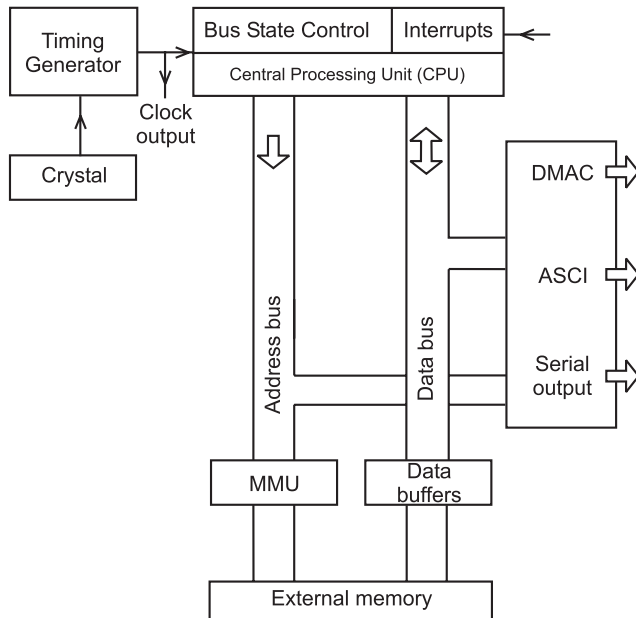 Timing
Generator
Bus State Control
Interrupts
Central Processing Unit (CPU)
Clock
output
Crystal
DMAC
ASCI
Serial
output
Address bus
Data bus
MMU
Data
buffers
External memory